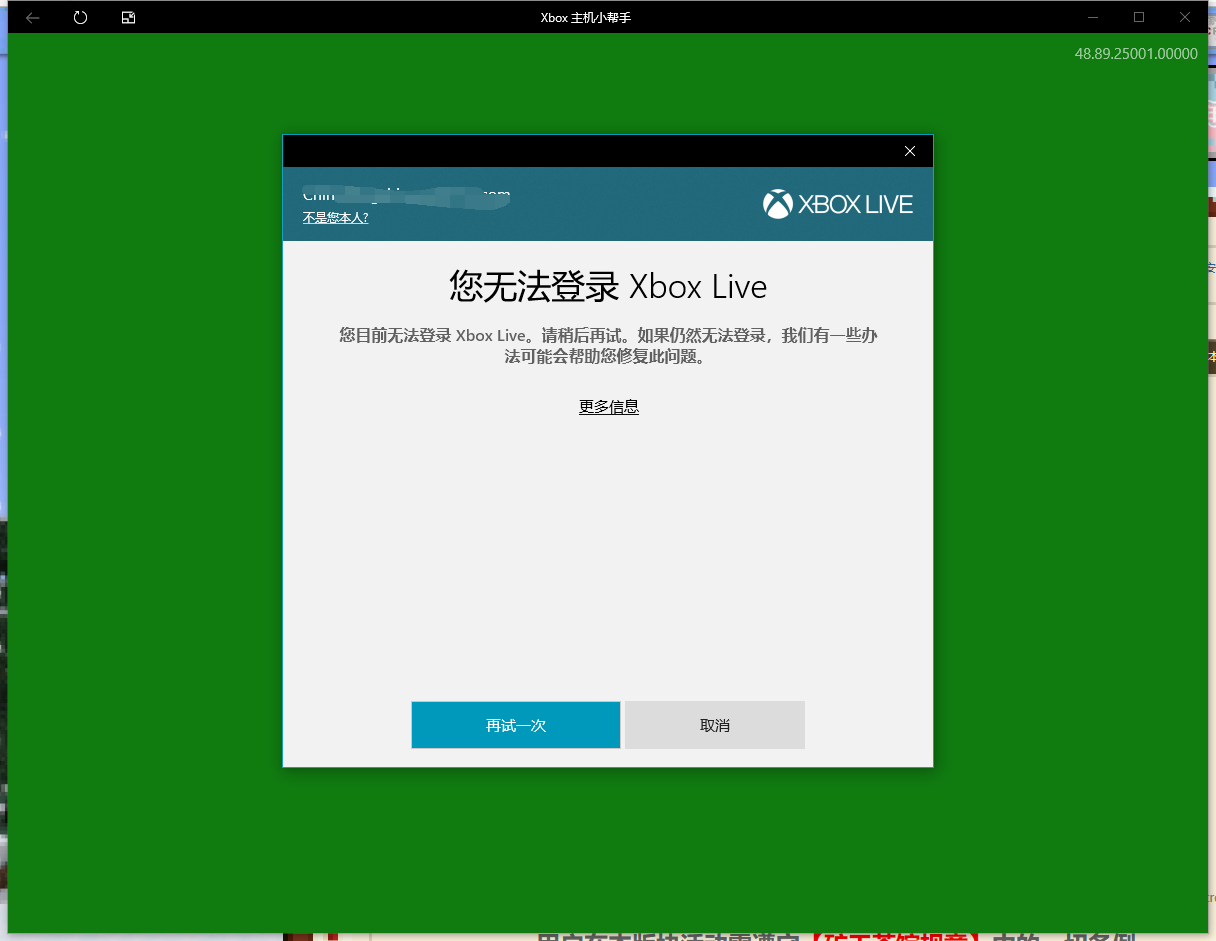 Xbox 主机小帮手
48.89.25001.00000
不是您本人?
XBOX LIVE
您无法登录 Xbox Live
您目前无法登录 Xbox Live。请稍后再试。如果仍然无法登录，我们有一些办
法可能会帮助您修复此问题。
更多信息
再试一次
取消